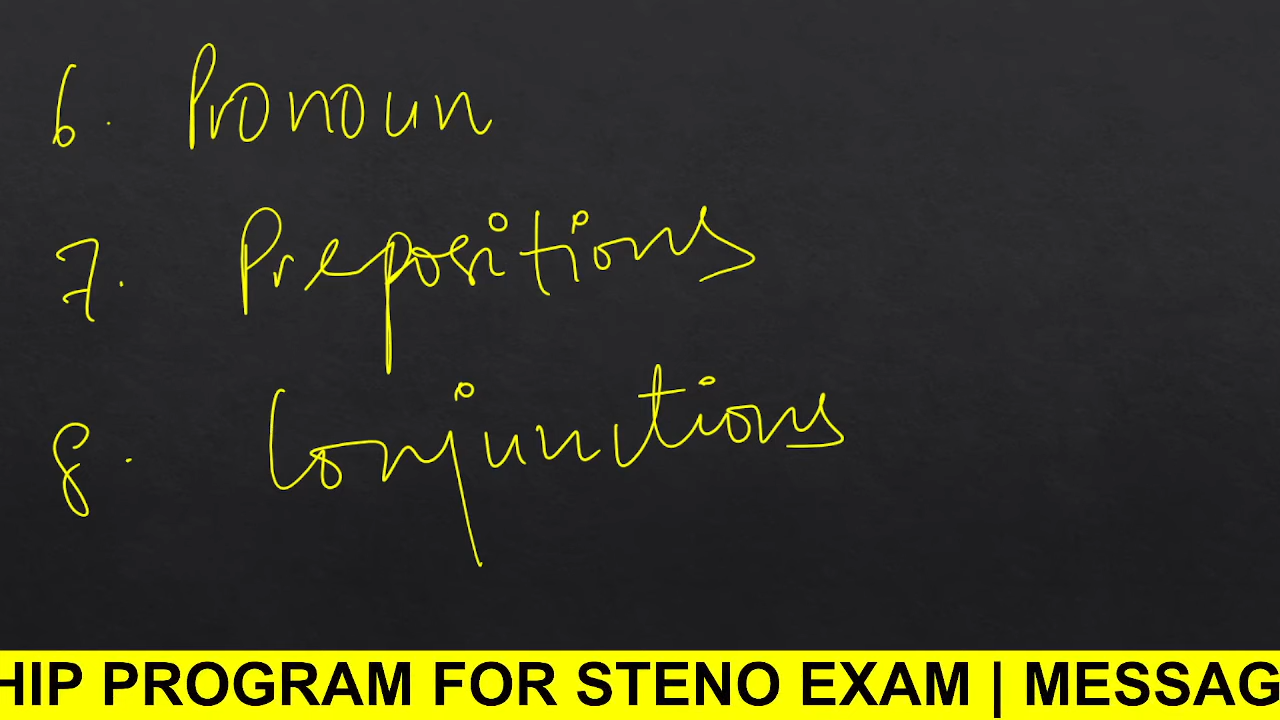 6. Pronoun
7. Prepositions
8. Conjunctions
HIP PROGRAM FOR STENO EXAM | MESSAG